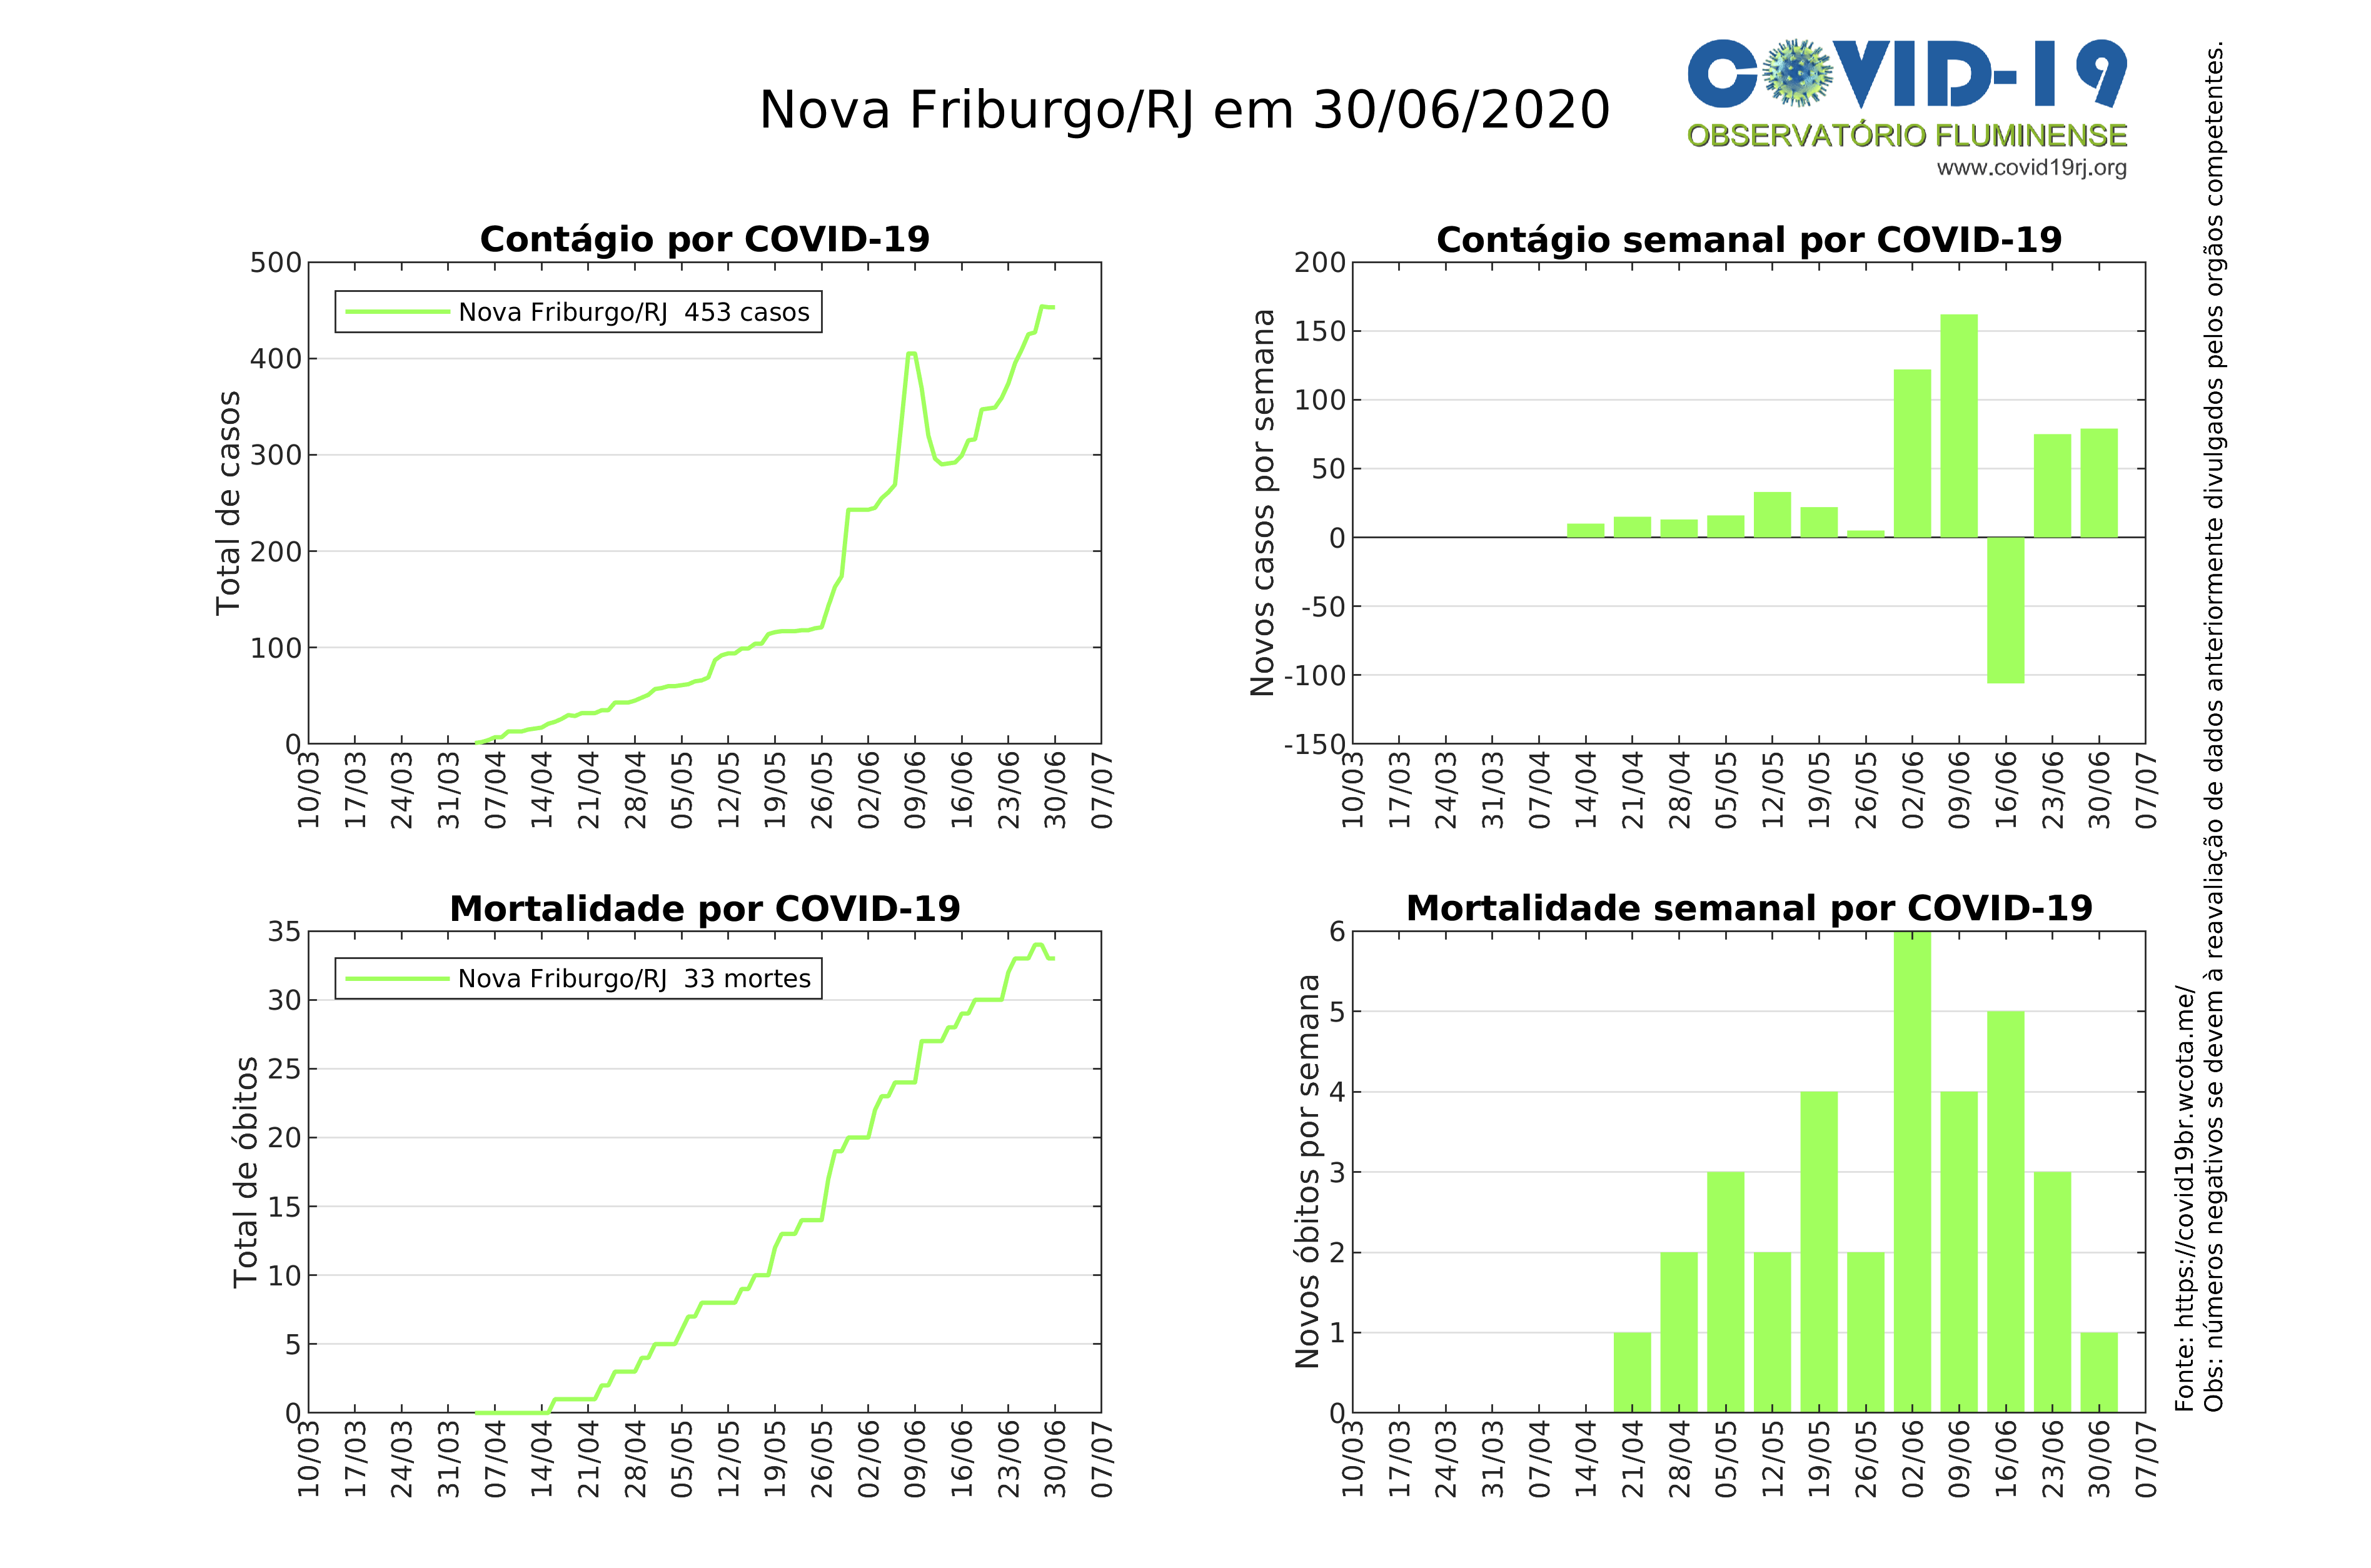 Nova Friburgo/RJ em 30/06/2020
COVID-19
OBSERVATÓRIO FLUMINENSE
www.covid19rj.org
Contágio por COVID-19
Total de casos
500
400
300
200
100
0
Nova Friburgo/RJ 453 casos
10/03 17/03 24/03 31/03 07/04 14/04 21/04 28/04 05/05 12/05 19/05 26/05 02/06 09/06 16/06 23/06 30/06 07/07
Contágio semanal por COVID-19
Novos casos por semana
200
150
100
50
0
-50
-100
-150
10/03 17/03 24/03 31/03 07/04 14/04 21/04 28/04 05/05 12/05 19/05 26/05 02/06 09/06 16/06 23/06 30/06 07/07
Mortalidade por COVID-19
Total de óbitos
35
30
25
20
15
10
5
0
Nova Friburgo/RJ 33 mortes
10/03 17/03 24/03 31/03 07/04 14/04 21/04 28/04 05/05 12/05 19/05 26/05 02/06 09/06 16/06 23/06 30/06 07/07
Mortalidade semanal por COVID-19
Novos óbitos por semana
6
5
4
3
2
1
0
10/03 17/03 24/03 31/03 07/04 14/04 21/04 28/04 05/05 12/05 19/05 26/05 02/06 09/06 16/06 23/06 30/06 07/07
Fonte: https://covid19br.wcota.me/
Obs: números negativos se devem à reavaliação de dados anteriormente divulgados pelos orgãos competentes.